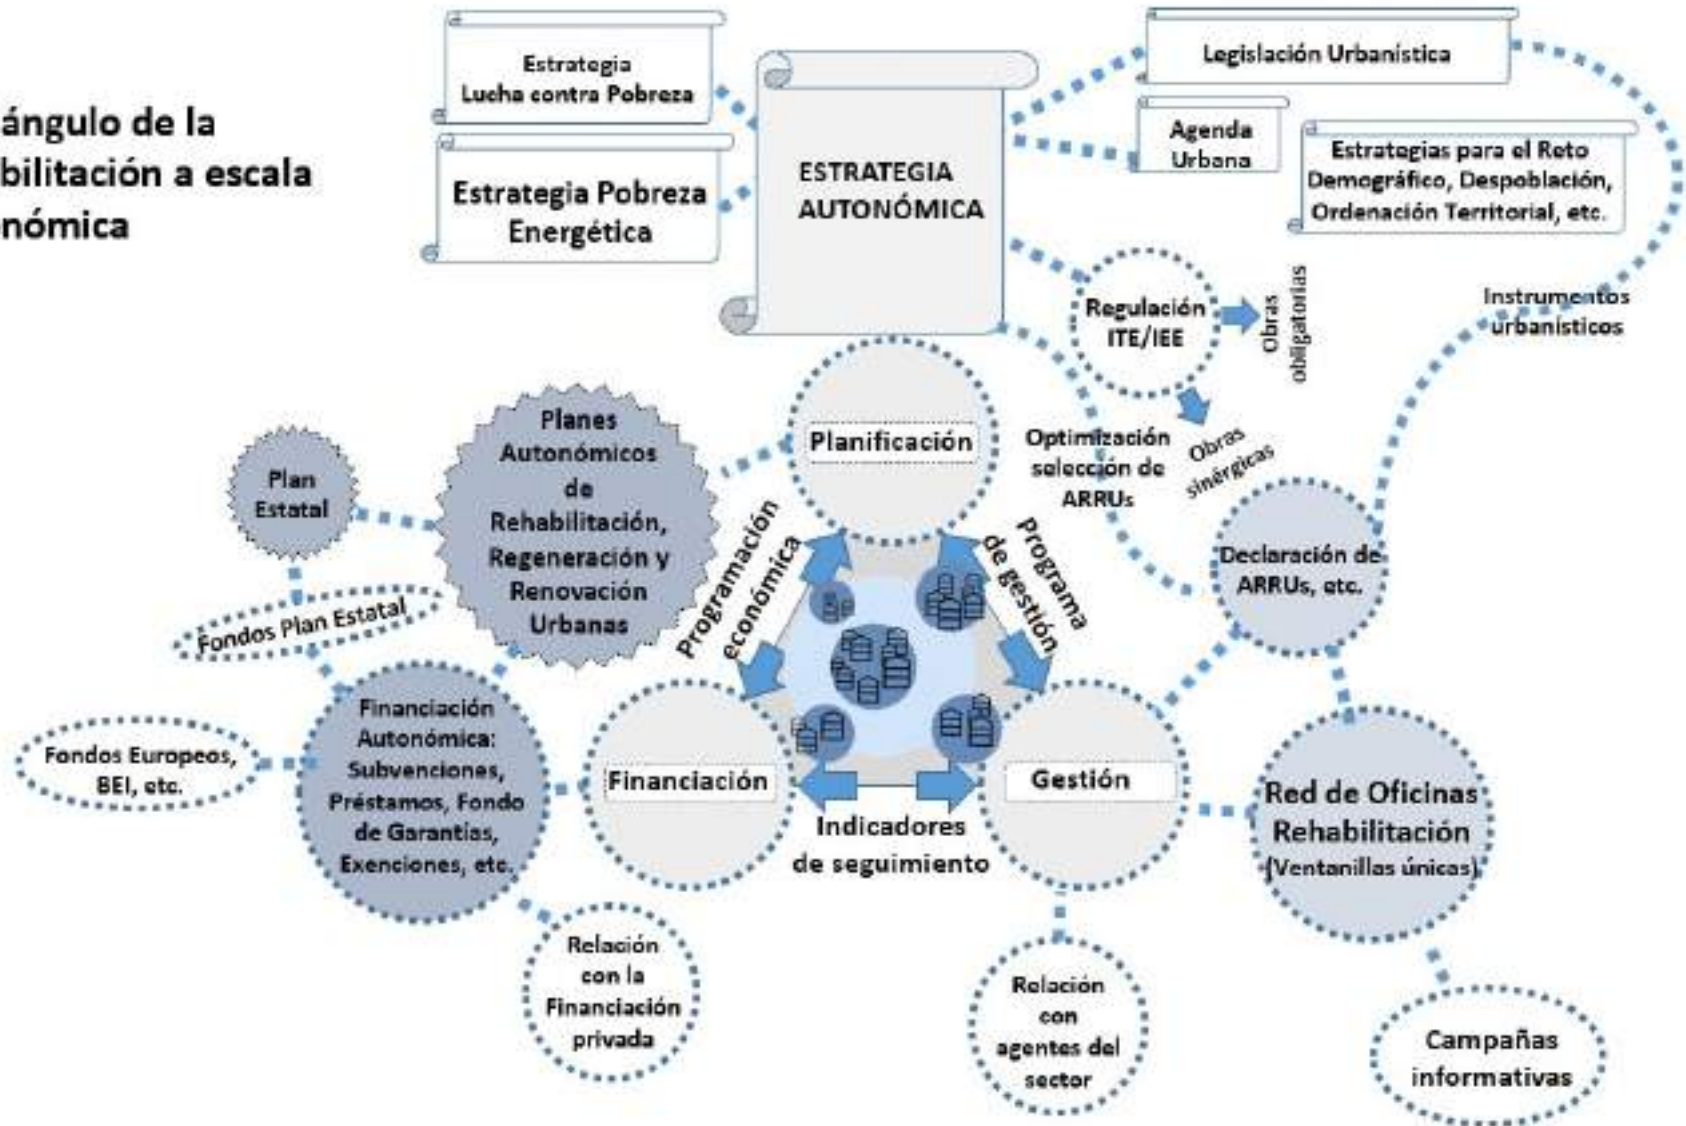 ángulo de la
bilitación a escala
nómica
Estrategia
Lucha contra Pobreza
Estrategia Pobreza
Energética
ESTRATEGIA
AUTONÓMICA
Legislación Urbanística
Agenda
Urbana
Estrategias para el Reto
Demográfico, Despoblación,
Ordenación Territorial, etc.
Regulación
ITE/IEE
Obras
obligatorias
Instrumentos
urbanísticos
Obras
sinérgicas
Optimización
selección de
ARRUs
Planificación
Planes
Autonómicos
de
Rehabilitación,
Regeneración y
Renovación
Urbanas
Plan
Estatal
Fondos Plan Estatal
Programación
económica
Programa
de gestión
Declaración de
ARRUs, etc.
Financiación
Autonómica:
Subvenciones,
Préstamos, Fondo
de Garantías,
Exenciones, etc.
Fondos Europeos,
BEI, etc.
Financiación
Gestión
Indicadores
de seguimiento
Red de Oficinas
Rehabilitación
(Ventanillas únicas)
Relación
con la
Financiación
privada
Relación
con
agentes del
sector
Campañas
informativas